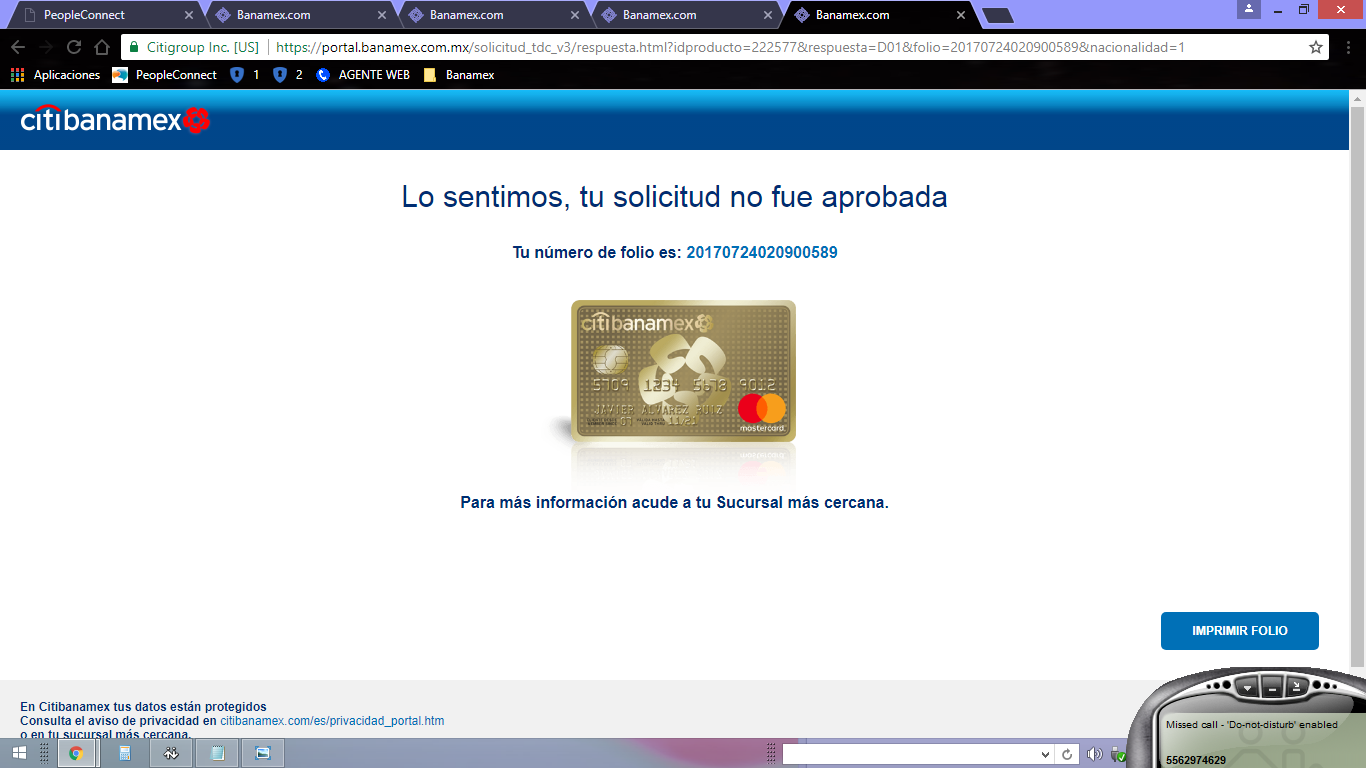 PeopleConnect
Banamex.com
Banamex.com
Banamex.com
Banamex.com
Citigroup Inc. [US] https://portal.banamex.com.mx/solicitud_tdc_v3/respuesta.html?idproducto=222577&respuesta=D01&folio=20170724020900589&nacionalidad=1
Aplicaciones PeopleConnect 1 2 AGENTE WEB Banamex
citibanamex
Lo sentimos, tu solicitud no fue aprobada
Tu número de folio es: 20170724020900589
citibanamex
5709 1234 5678 9012
JAVIER ALVAREZ RUIZ
07 11/21
mastercard
Para más información acude a tu Sucursal más cercana.
IMPRIMIR FOLIO
En Citibanamex tus datos están protegidos
Consulta el aviso de privacidad en citibanamex.com/es/privacidad_portal.htm
o en tu sucursal más cercana.
Missed call - 'Do-not-disturb' enabled
5562974629